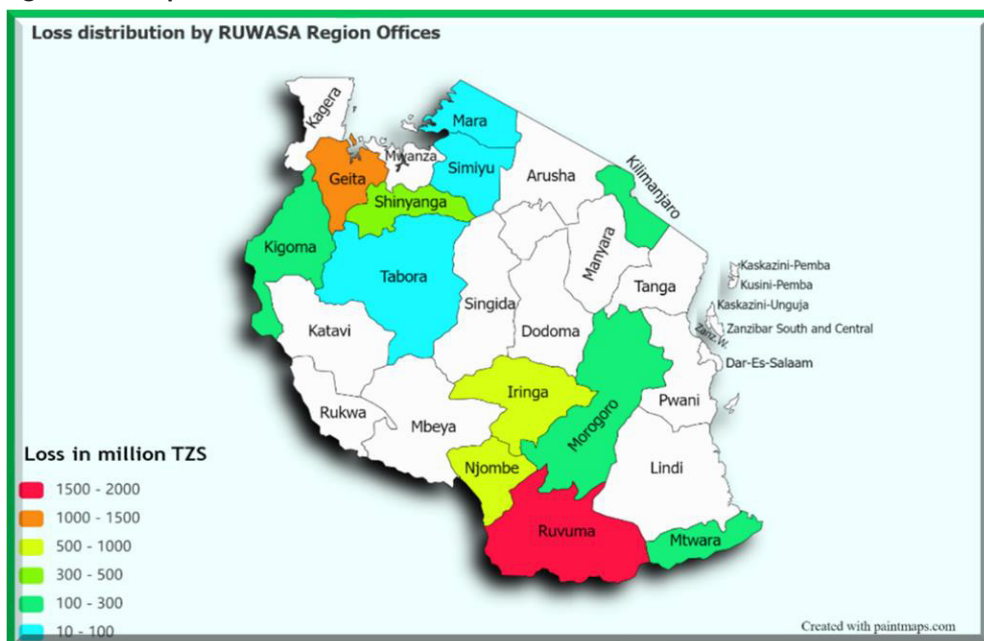 Loss distribution by RUWASA Region Offices
Kagera
Mara
Mwanza
Simiyu
Geita
Arusha
Kilimanjaro
Shinyanga
Kigoma
Tabora
Manyara
Singida
Tanga
Kaskazini-Pemba
Kusini-Pemba
Kaskazini-Unguja
Zanz.W.
Zanzibar South and Central
Katavi
Dodoma
Dar-Es-Salaam
Iringa
Pwani
Rukwa
Mbeya
Morogoro
Njombe
Lindi
Ruvuma
Mtwara
Loss in million TZS
1500 - 2000
1000 - 1500
500 - 1000
300 - 500
100 - 300
10 - 100
Created with paintmaps.com